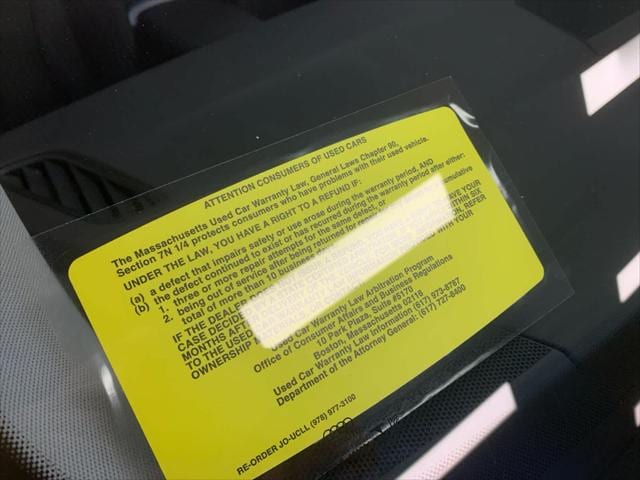 ATTENTION CONSUMERS OF USED CARS
The Massachusetts Used Car Warranty Law, General Laws Chapter 90,
Section 7N 1/4 protects consumers who have problems with their used vehicle.
UNDER THE LAW, YOU HAVE A RIGHT TO A REFUND IF:
(a) a defect that impairs safety or use arose during the warranty period, AND
(b) the defect continued to exist or has recurred during the warranty period after either:
1. three or more repair attempts for the same defect, or
2. being out of service after being returned for repair cumulative
total of more than 10 business
IF THE DEALER YOUR
CASE DECID WITHIN SIX
MONTHS AFT REFER
TO THE USED YOUR
OWNERSHIP
Used Car Warranty Law Arbitration Program
Office of Consumer Affairs and Business Regulations
10 Park Plaza, Suite #5170
Boston, Massachusetts 02116
Used Car Warranty Law Information (617) 973-8787
Department of the Attorney General: (617) 727-8400
RE-ORDER JO-UCLL (978) 977-3100